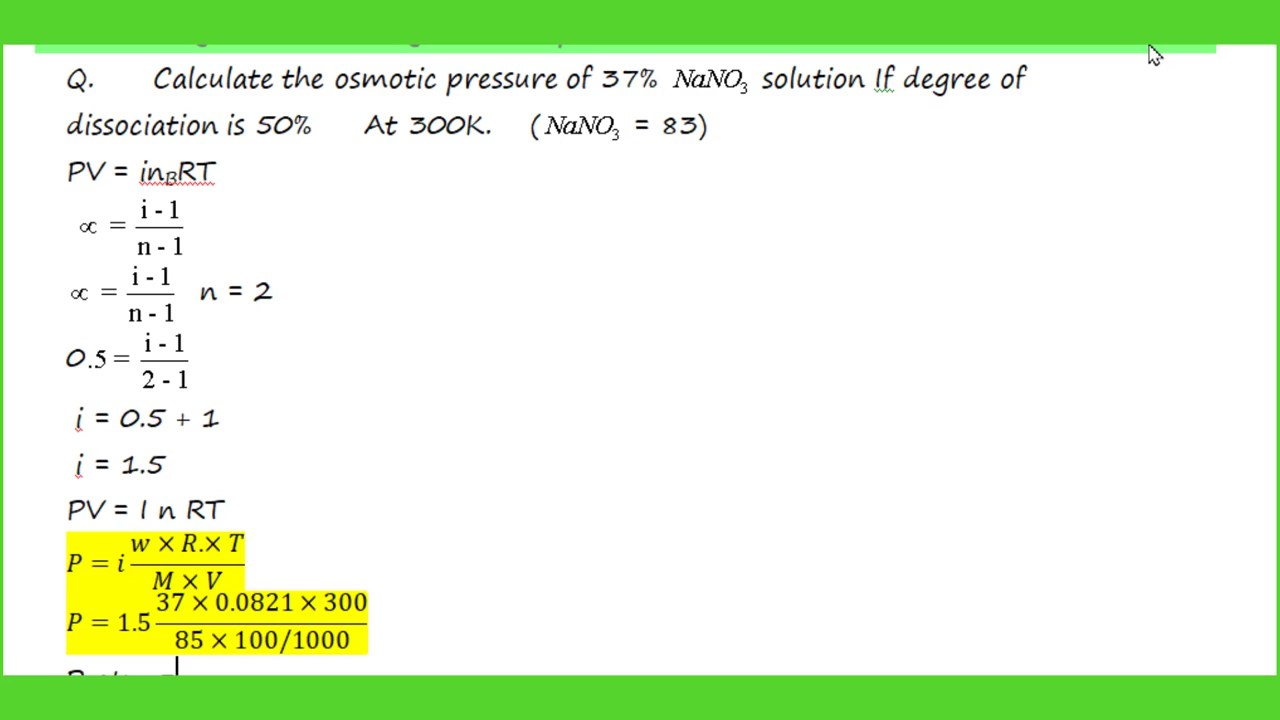 Q. Calculate the osmotic pressure of 37% NaNO₃ solution If degree of
dissociation is 50% At 300K. (NaNO₃ = 83)
PV = in_BRT
∝ = (i - 1)/(n - 1)
∝ = (i - 1)/(n - 1) n = 2
0.5 = (i - 1)/(2 - 1)
i = 0.5 + 1
i = 1.5
PV = I n RT
P = i (w × R.× T)/(M × V)
P = 1.5 (37 × 0.0821 × 300)/(85 × 100/1000)